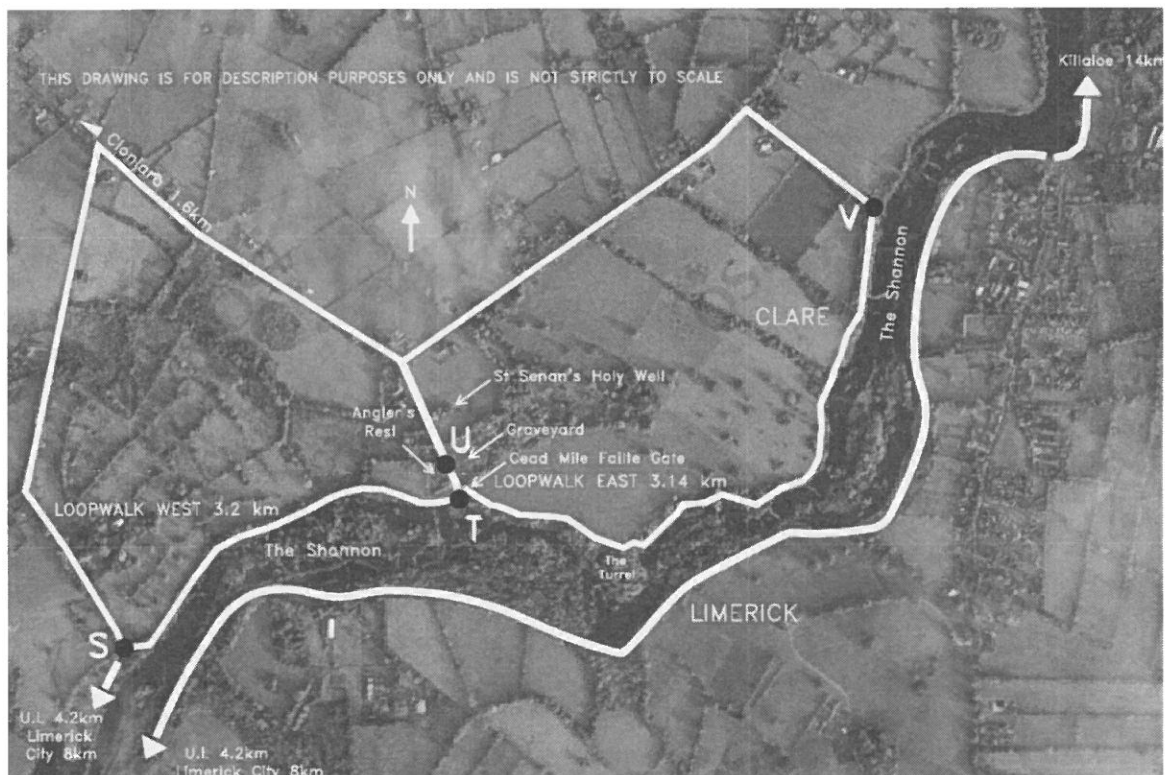 THIS DRAWING IS FOR DESCRIPTION PURPOSES ONLY AND IS NOT STRICTLY TO SCALE
Killaloe 14km
Clonlara 1.6km
N
V
The Shannon
CLARE
St Senan's Holy Well
Angler's
Rest
U
Graveyard
Cead Mile Failte Gate
LOOPWALK EAST 3.14 km
LOOPWALK WEST 3.2 km
T
The Shannon
The
Turret
LIMERICK
S
U.L 4.2km
Limerick
City 8km
U.L 4.2km
Limerick City 8km